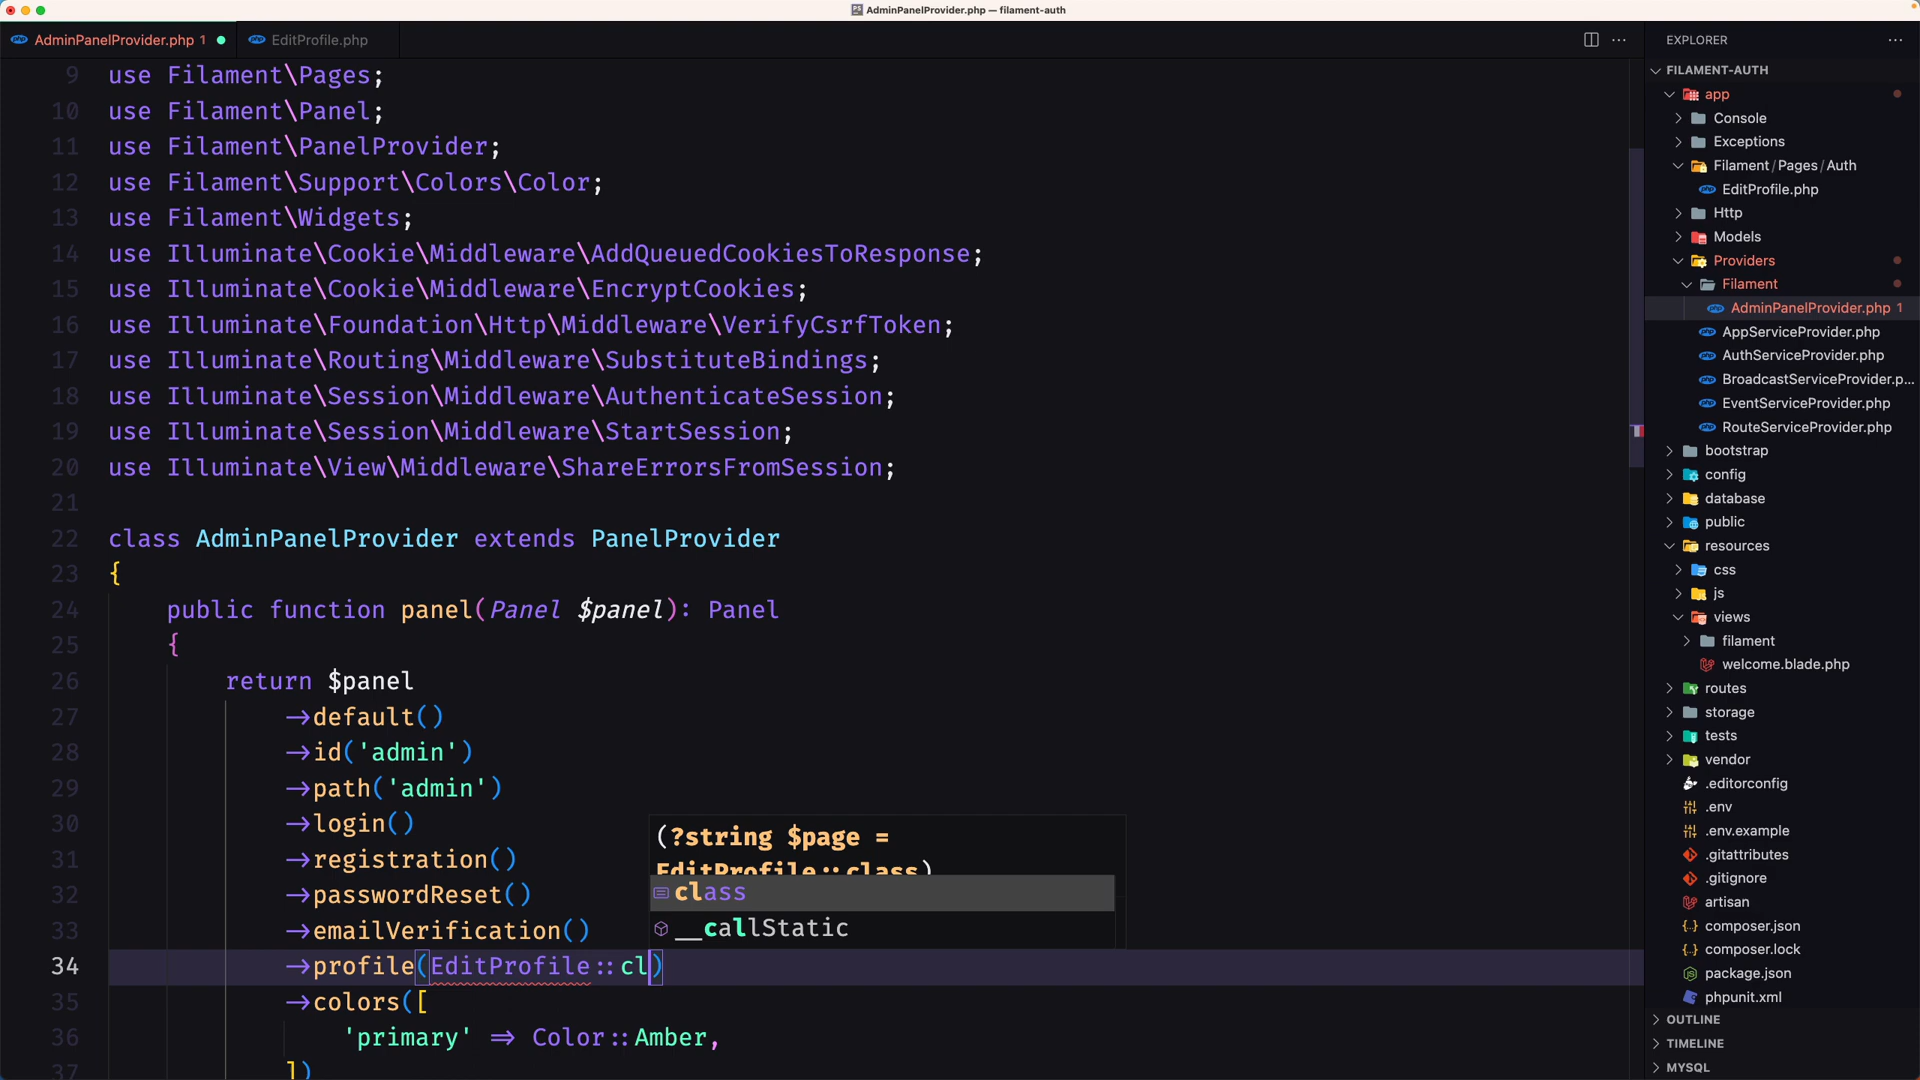 AdminPanelProvider.php — filament-auth
AdminPanelProvider.php 1
EditProfile.php
9 use Filament\Pages;
10 use Filament\Panel;
11 use Filament\PanelProvider;
12 use Filament\Support\Colors\Color;
13 use Filament\Widgets;
14 use Illuminate\Cookie\Middleware\AddQueuedCookiesToResponse;
15 use Illuminate\Cookie\Middleware\EncryptCookies;
16 use Illuminate\Foundation\Http\Middleware\VerifyCsrfToken;
17 use Illuminate\Routing\Middleware\SubstituteBindings;
18 use Illuminate\Session\Middleware\AuthenticateSession;
19 use Illuminate\Session\Middleware\StartSession;
20 use Illuminate\View\Middleware\ShareErrorsFromSession;
21
22 class AdminPanelProvider extends PanelProvider
23 {
24 public function panel(Panel $panel): Panel
25 {
26 return $panel
27 ->default()
28 ->id('admin')
29 ->path('admin')
30 ->login()
31 ->registration()
32 ->passwordReset()
33 ->emailVerification()
34 ->profile(EditProfile::cl)
35 ->colors([
36 'primary' => Color::Amber,
37 ])
(?string $page =
EditProfile::class)
class
__callStatic
EXPLORER
FILAMENT-AUTH
app
Console
Exceptions
Filament/Pages/Auth
EditProfile.php
Http
Models
Providers
Filament
AdminPanelProvider.php 1
AppServiceProvider.php
AuthServiceProvider.php
BroadcastServiceProvider.p...
EventServiceProvider.php
RouteServiceProvider.php
bootstrap
config
database
public
resources
css
js
views
filament
welcome.blade.php
routes
storage
tests
vendor
.editorconfig
.env
.env.example
.gitattributes
.gitignore
artisan
composer.json
composer.lock
package.json
phpunit.xml
OUTLINE
TIMELINE
MYSQL